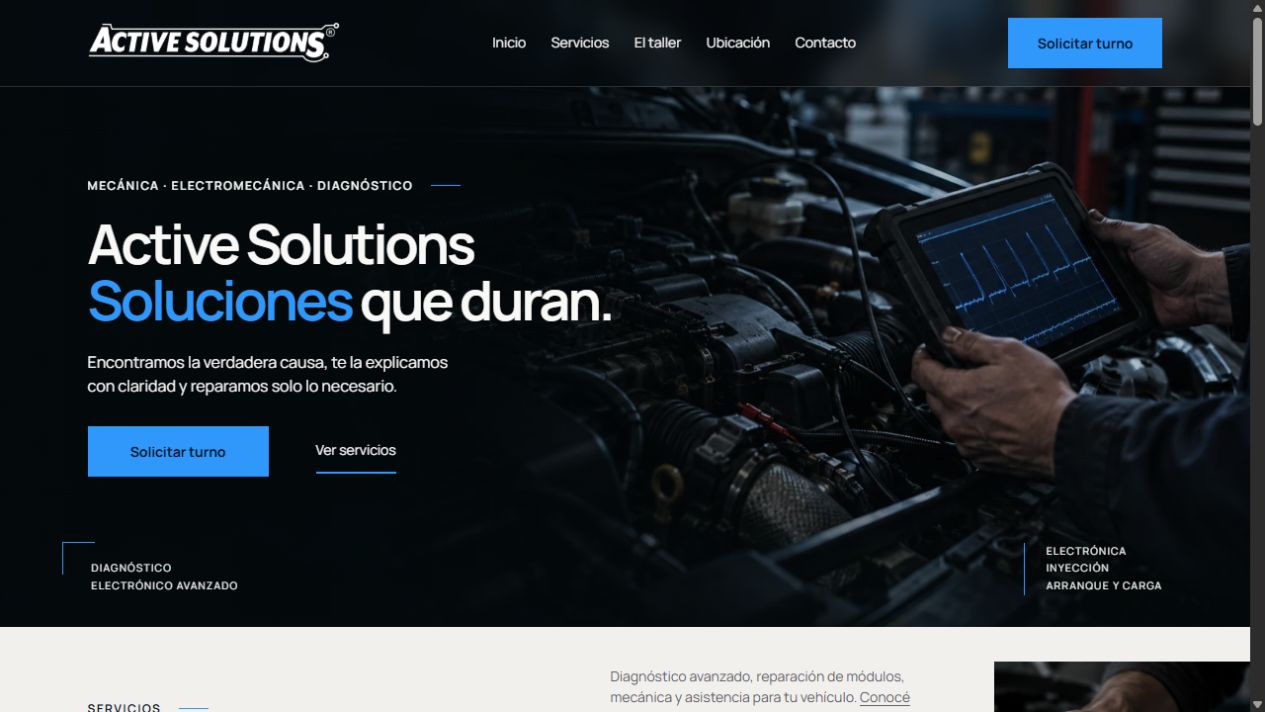 ACTIVE SOLUTIONS®
Inicio
Servicios
El taller
Ubicación
Contacto
Solicitar turno
MECÁNICA · ELECTROMECÁNICA · DIAGNÓSTICO
Active Solutions
Soluciones que duran.
Encontramos la verdadera causa, te la explicamos
con claridad y reparamos solo lo necesario.
Solicitar turno
Ver servicios
DIAGNÓSTICO
ELECTRÓNICO AVANZADO
ELECTRÓNICA
INYECCIÓN
ARRANQUE Y CARGA
SERVICIOS
Diagnóstico avanzado, reparación de módulos,
mecánica y asistencia para tu vehículo. Conocé